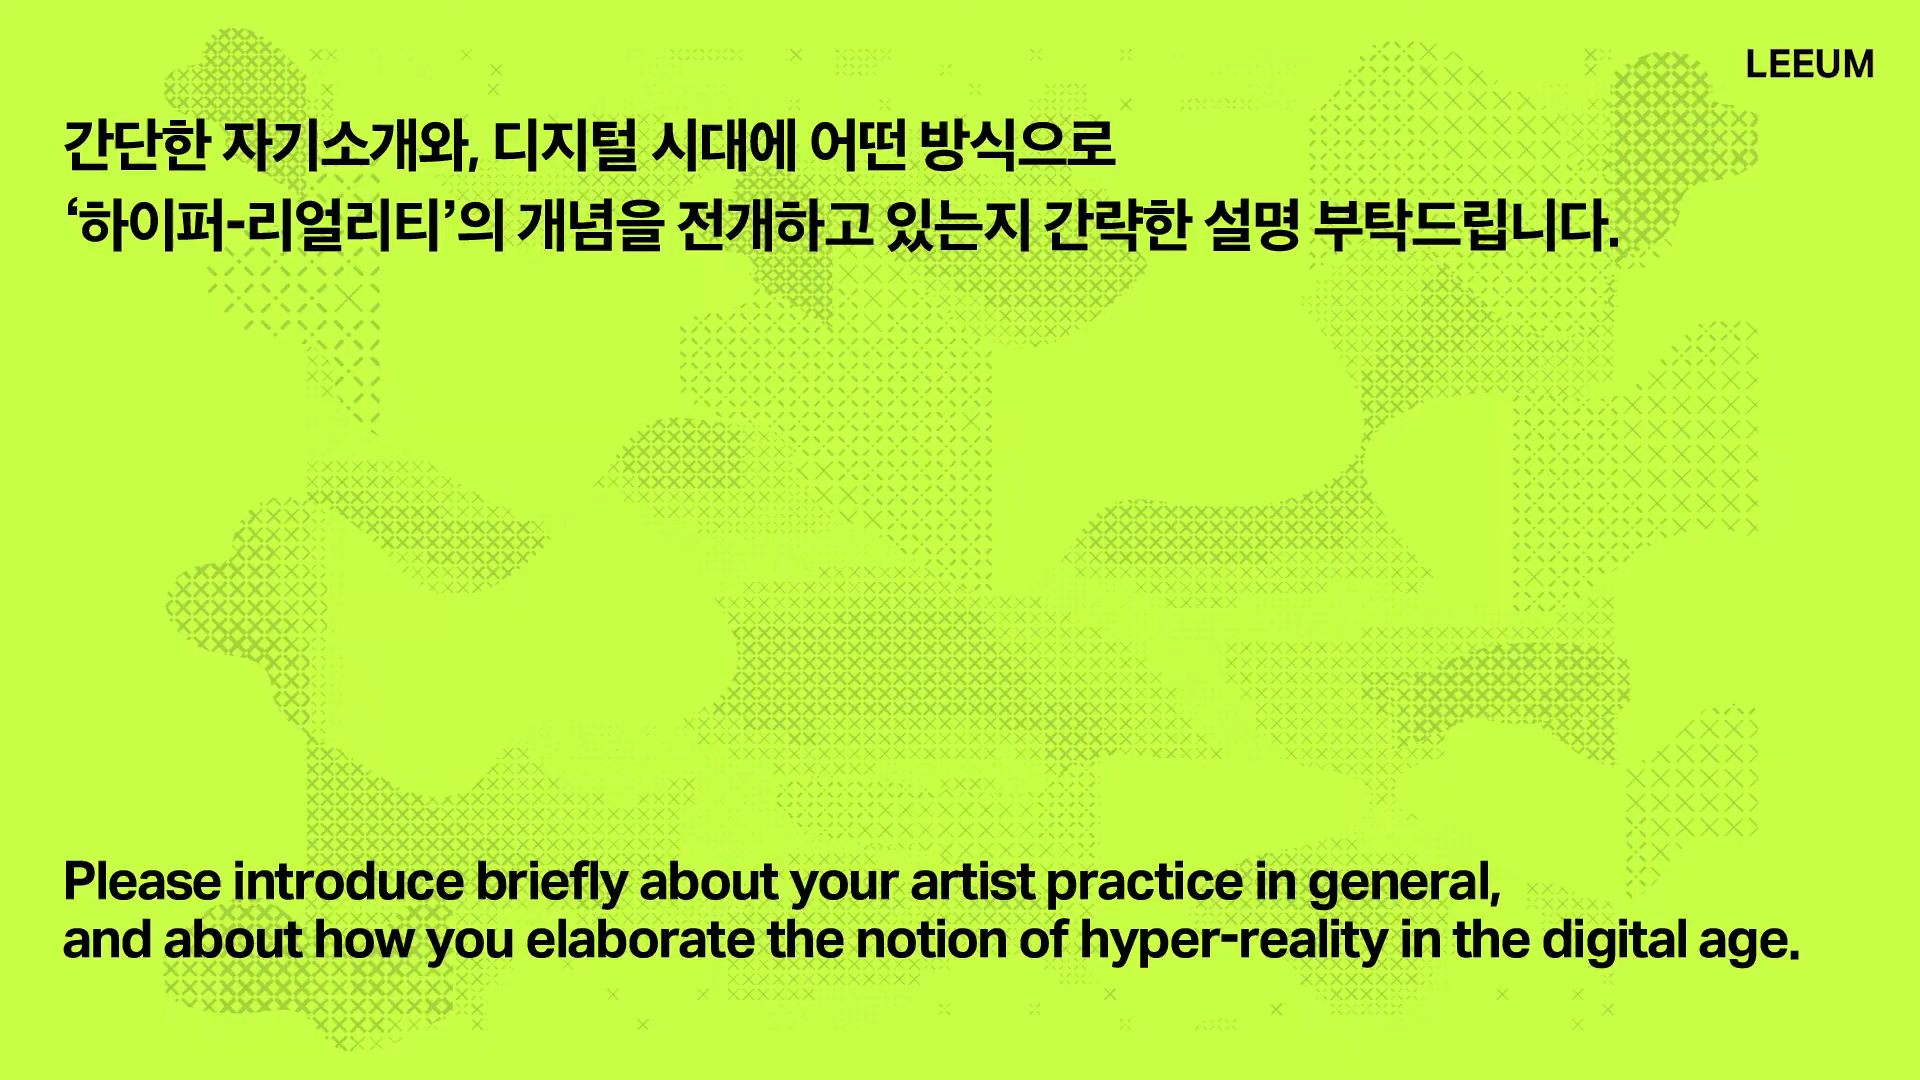 LEEUM
간단한 자기소개와, 디지털 시대에 어떤 방식으로
‘하이퍼-리얼리티’의 개념을 전개하고 있는지 간략한 설명 부탁드립니다.
Please introduce briefly about your artist practice in general,
and about how you elaborate the notion of hyper-reality in the digital age.